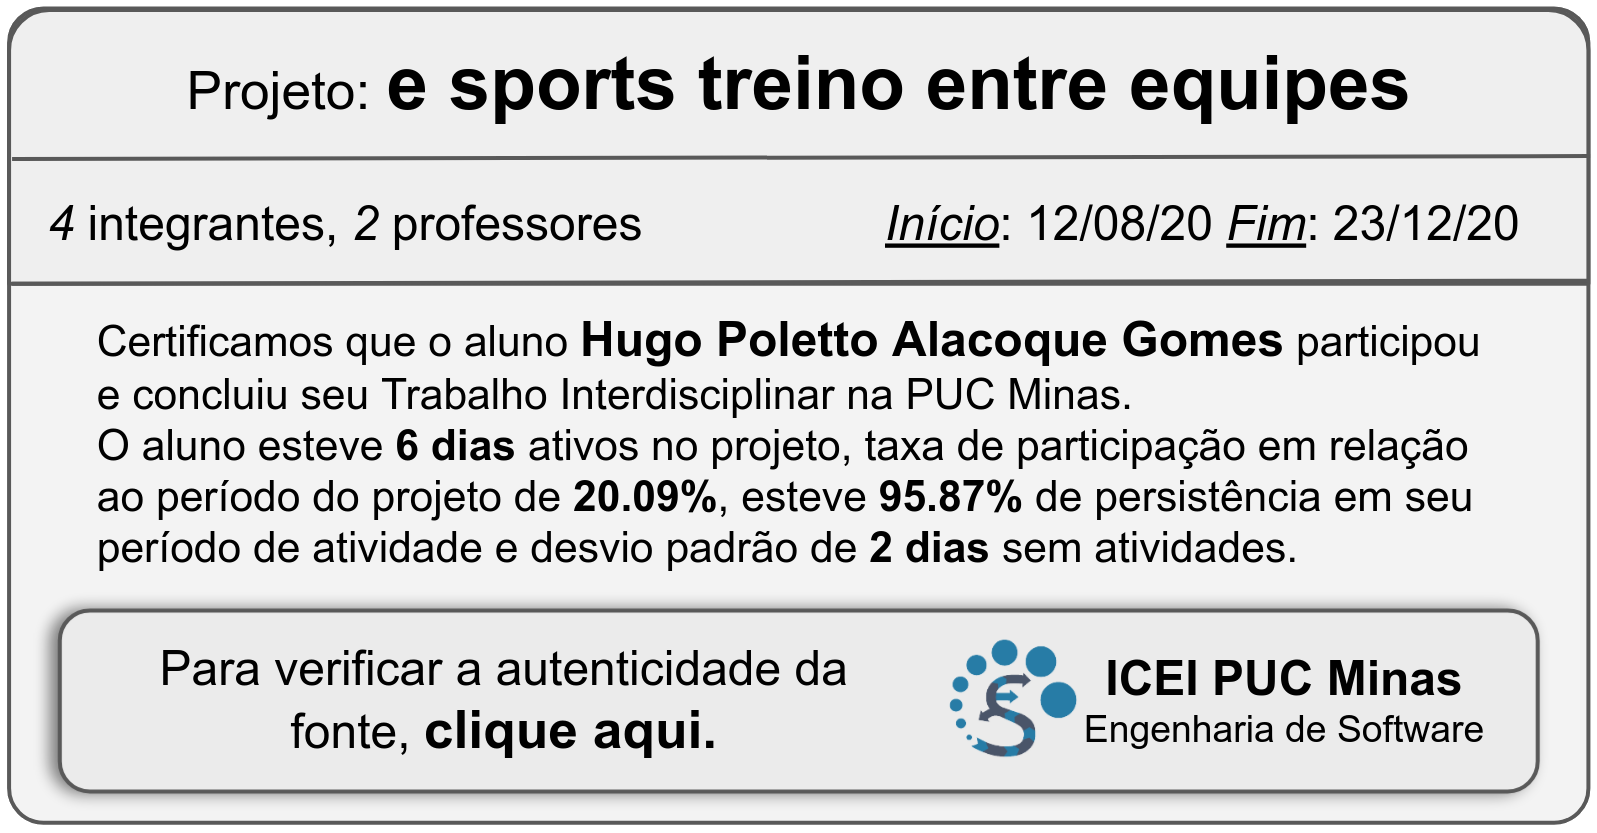 Projeto: e sports treino entre equipes
4 integrantes, 2 professores Início: 12/08/20 Fim: 23/12/20
Certificamos que o aluno Hugo Poletto Alacoque Gomes participou
e concluiu seu Trabalho Interdisciplinar na PUC Minas.
O aluno esteve 6 dias ativos no projeto, taxa de participação em relação
ao período do projeto de 20.09%, esteve 95.87% de persistência em seu
período de atividade e desvio padrão de 2 dias sem atividades.
Para verificar a autenticidade da
fonte, clique aqui.
ICEI PUC Minas
Engenharia de Software